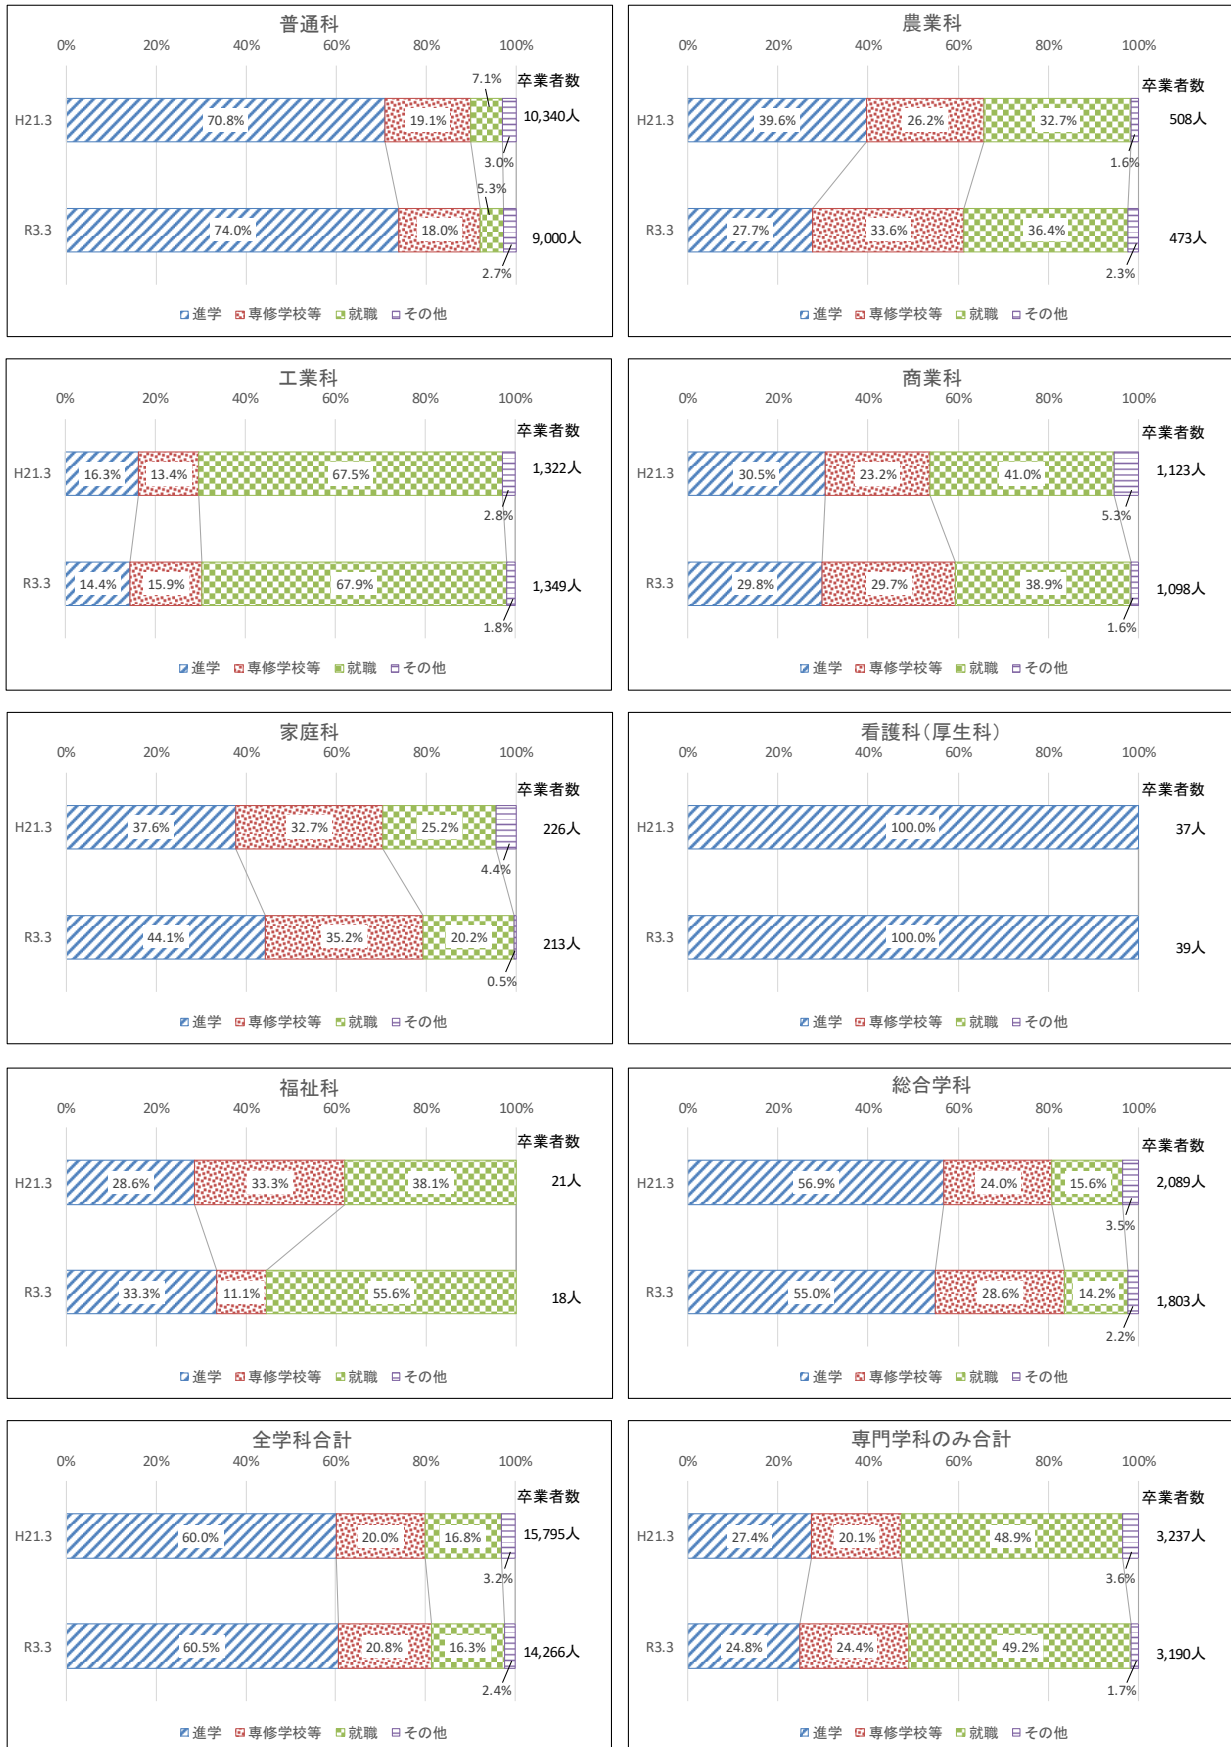 普通科
0% 20% 40% 60% 80% 100%
卒業者数
7.1%
H21.3 70.8% 19.1% 10,340人
3.0%
5.3%
R3.3 74.0% 18.0% 9,000人
2.7%
進学 専修学校等 就職 その他
農業科
0% 20% 40% 60% 80% 100%
卒業者数
H21.3 39.6% 26.2% 32.7% 508人
1.6%
R3.3 27.7% 33.6% 36.4% 473人
2.3%
進学 専修学校等 就職 その他
工業科
0% 20% 40% 60% 80% 100%
卒業者数
H21.3 16.3% 13.4% 67.5% 1,322人
2.8%
R3.3 14.4% 15.9% 67.9% 1,349人
1.8%
進学 専修学校等 就職 その他
商業科
0% 20% 40% 60% 80% 100%
卒業者数
H21.3 30.5% 23.2% 41.0% 1,123人
5.3%
R3.3 29.8% 29.7% 38.9% 1,098人
1.6%
進学 専修学校等 就職 その他
家庭科
0% 20% 40% 60% 80% 100%
卒業者数
H21.3 37.6% 32.7% 25.2% 226人
4.4%
R3.3 44.1% 35.2% 20.2% 213人
0.5%
進学 専修学校等 就職 その他
看護科(厚生科)
0% 20% 40% 60% 80% 100%
卒業者数
H21.3 100.0% 37人
R3.3 100.0% 39人
進学 専修学校等 就職 その他
福祉科
0% 20% 40% 60% 80% 100%
卒業者数
H21.3 28.6% 33.3% 38.1% 21人
R3.3 33.3% 11.1% 55.6% 18人
進学 専修学校等 就職 その他
総合学科
0% 20% 40% 60% 80% 100%
卒業者数
H21.3 56.9% 24.0% 15.6% 2,089人
3.5%
R3.3 55.0% 28.6% 14.2% 1,803人
2.2%
進学 専修学校等 就職 その他
全学科合計
0% 20% 40% 60% 80% 100%
卒業者数
H21.3 60.0% 20.0% 16.8% 15,795人
3.2%
R3.3 60.5% 20.8% 16.3% 14,266人
2.4%
進学 専修学校等 就職 その他
専門学科のみ合計
0% 20% 40% 60% 80% 100%
卒業者数
H21.3 27.4% 20.1% 48.9% 3,237人
3.6%
R3.3 24.8% 24.4% 49.2% 3,190人
1.7%
進学 専修学校等 就職 その他